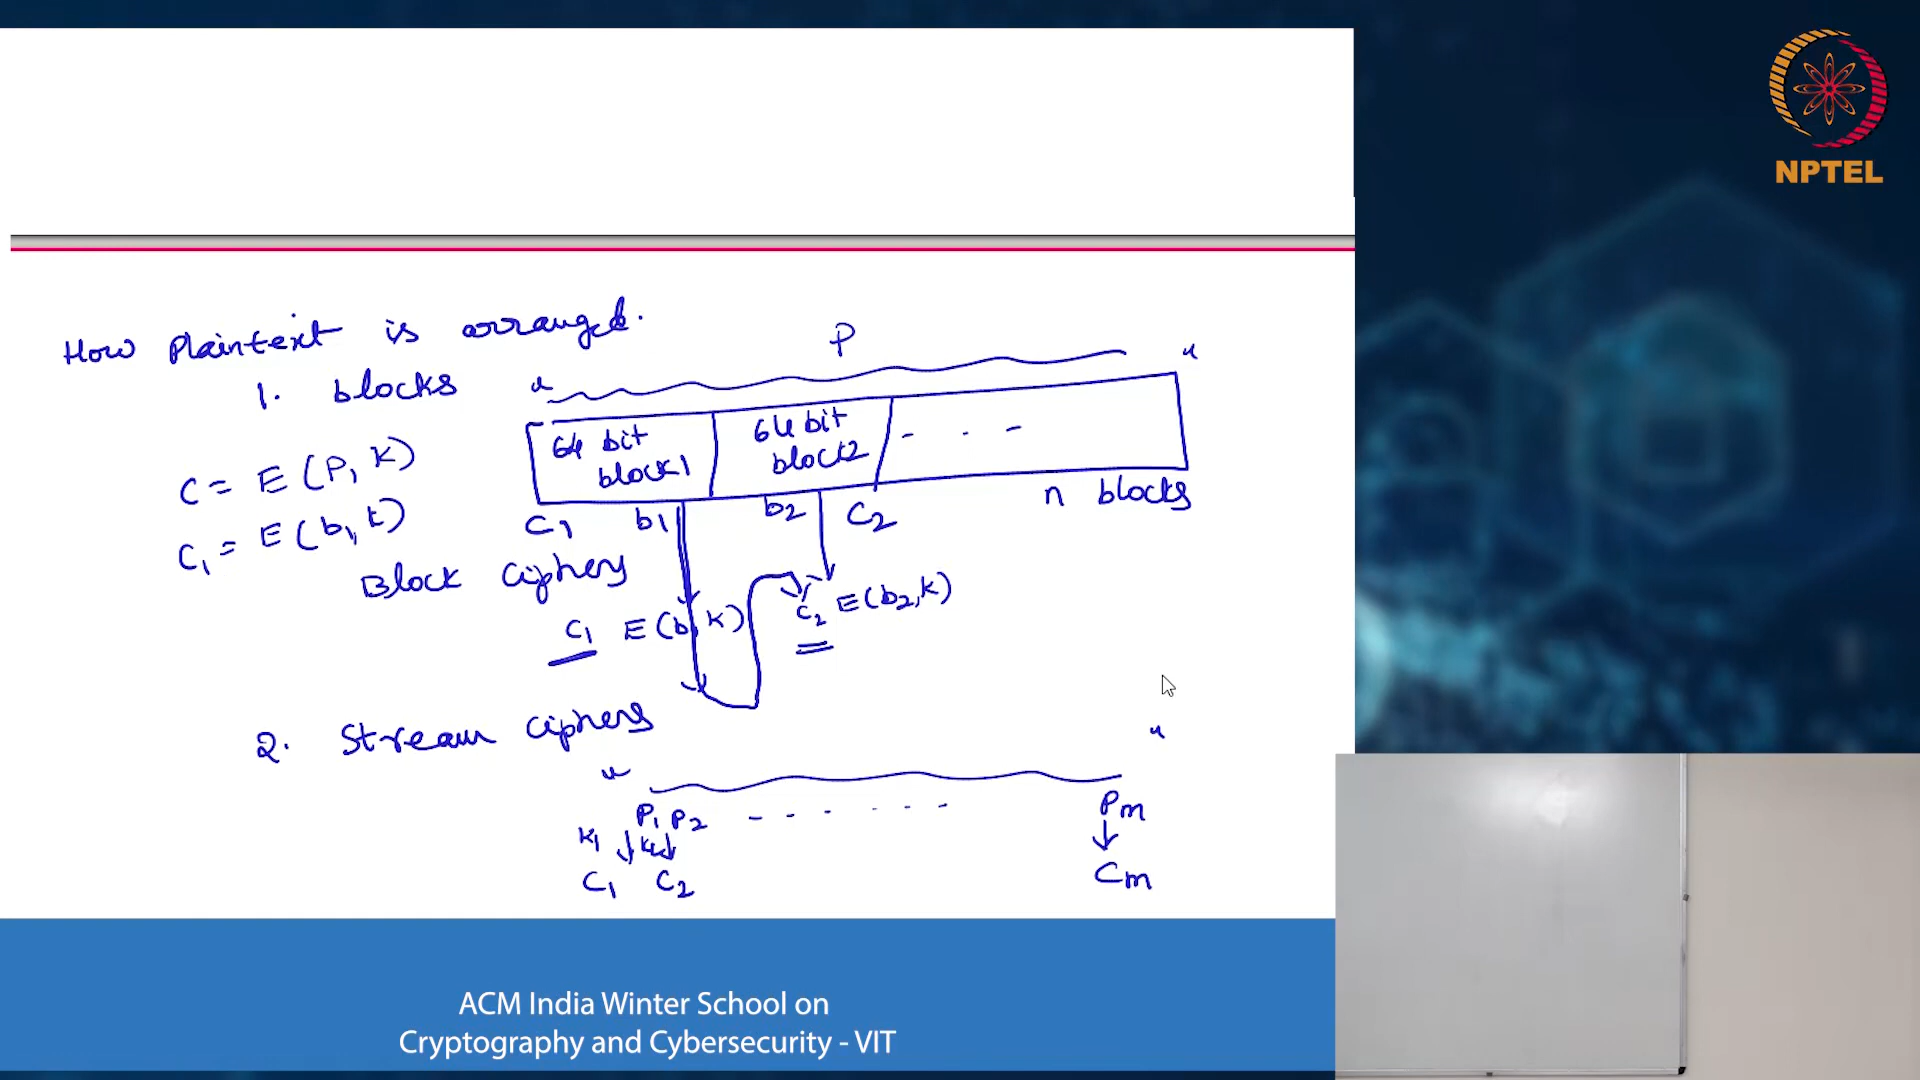 NPTEL
How Plaintext is arranged.
P
1. blocks
" "
64 bit block1
64 bit block2
- - -
C = E (P, K)
C1 = E (b1, k)
C1 b1 b2 C2 n blocks
Block Ciphers
C1 E (b1, K)
C2 E (b2, K)
2. Stream Ciphers
" "
P1 P2 - - - - - - - Pm
K1
C1 C2 Cm
ACM India Winter School on
Cryptography and Cybersecurity - VIT